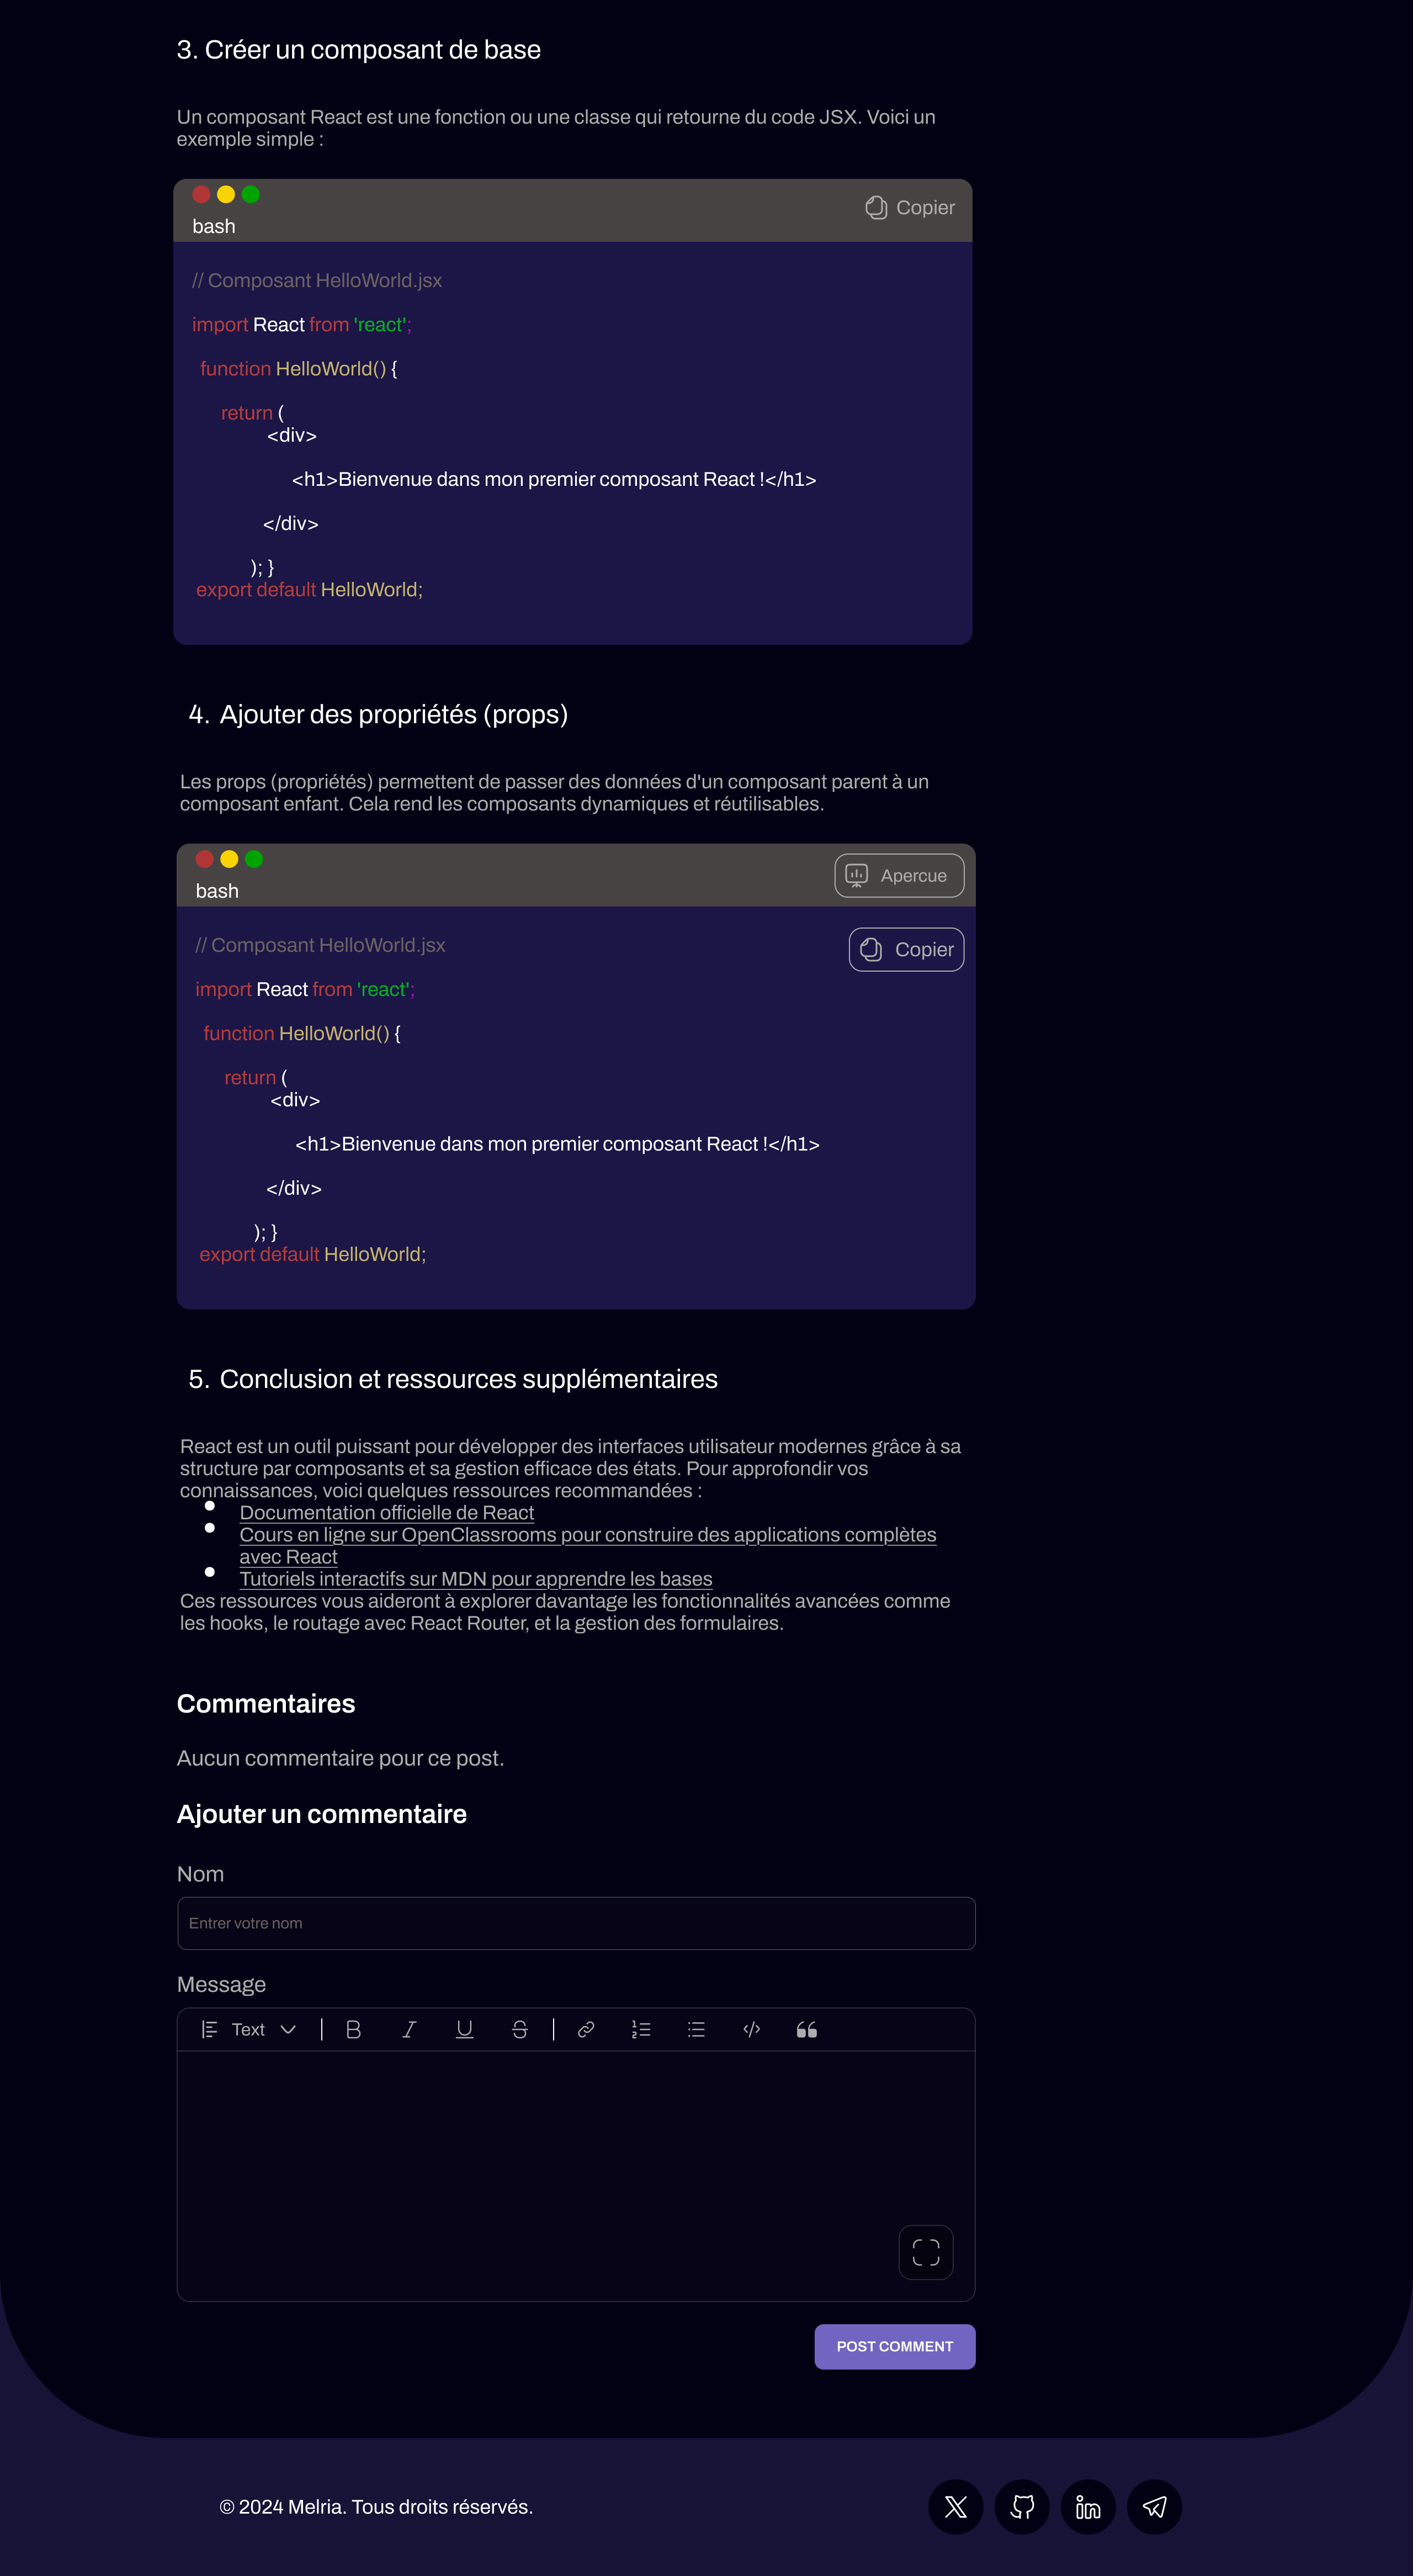 3. Créer un composant de base
Un composant React est une fonction ou une classe qui retourne du code JSX. Voici un
exemple simple :
Copier
bash
// Composant HelloWorld.jsx
import React from 'react';
function HelloWorld() {
return (
<div>
<h1>Bienvenue dans mon premier composant React !</h1>
</div>
); }
export default HelloWorld;
4. Ajouter des propriétés (props)
Les props (propriétés) permettent de passer des données d'un composant parent à un
composant enfant. Cela rend les composants dynamiques et réutilisables.
Apercue
bash
// Composant HelloWorld.jsx
Copier
import React from 'react';
function HelloWorld() {
return (
<div>
<h1>Bienvenue dans mon premier composant React !</h1>
</div>
); }
export default HelloWorld;
5. Conclusion et ressources supplémentaires
React est un outil puissant pour développer des interfaces utilisateur modernes grâce à sa
structure par composants et sa gestion efficace des états. Pour approfondir vos
connaissances, voici quelques ressources recommandées :
Documentation officielle de React
Cours en ligne sur OpenClassrooms pour construire des applications complètes
avec React
Tutoriels interactifs sur MDN pour apprendre les bases
Ces ressources vous aideront à explorer davantage les fonctionnalités avancées comme
les hooks, le routage avec React Router, et la gestion des formulaires.
Commentaires
Aucun commentaire pour ce post.
Ajouter un commentaire
Nom
Entrer votre nom
Message
Text
POST COMMENT
© 2024 Melria. Tous droits réservés.